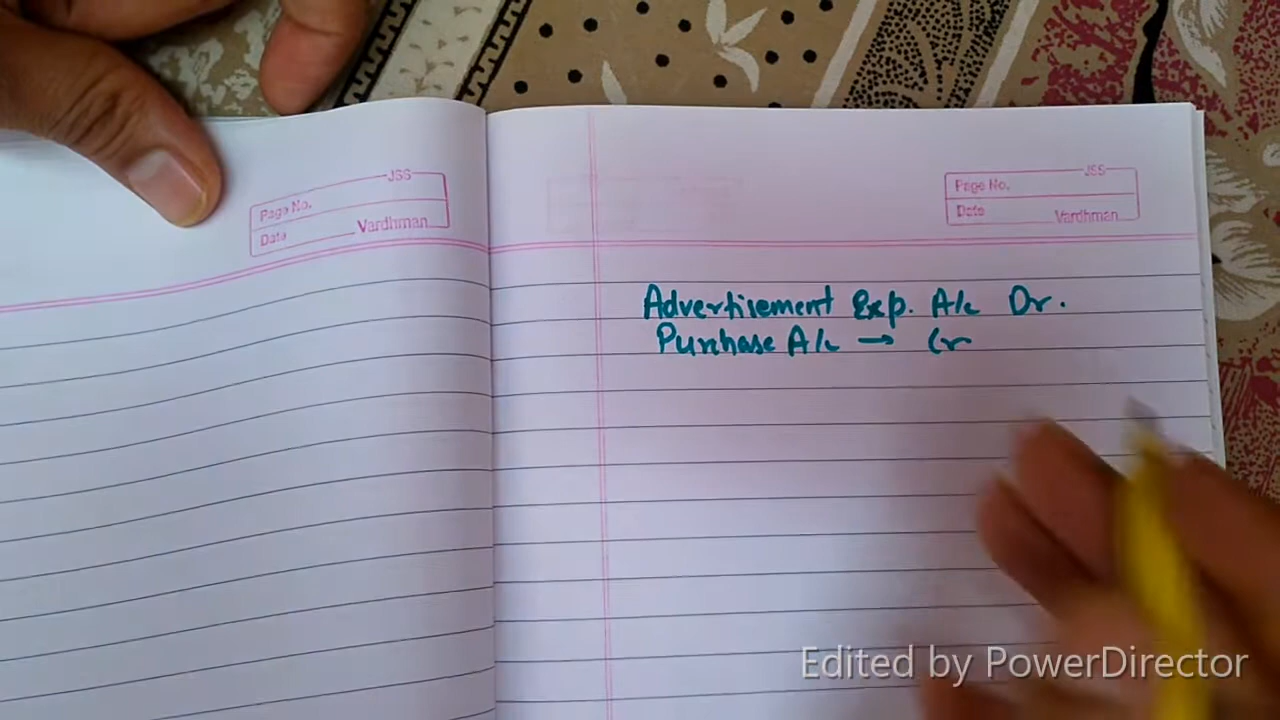 JSS
Page No.
Date
Vardhman
JSS
Page No.
Date
Vardhman
Advertisement Exp. A/c Dr.
Purchase A/c → Cr
Edited by PowerDirector